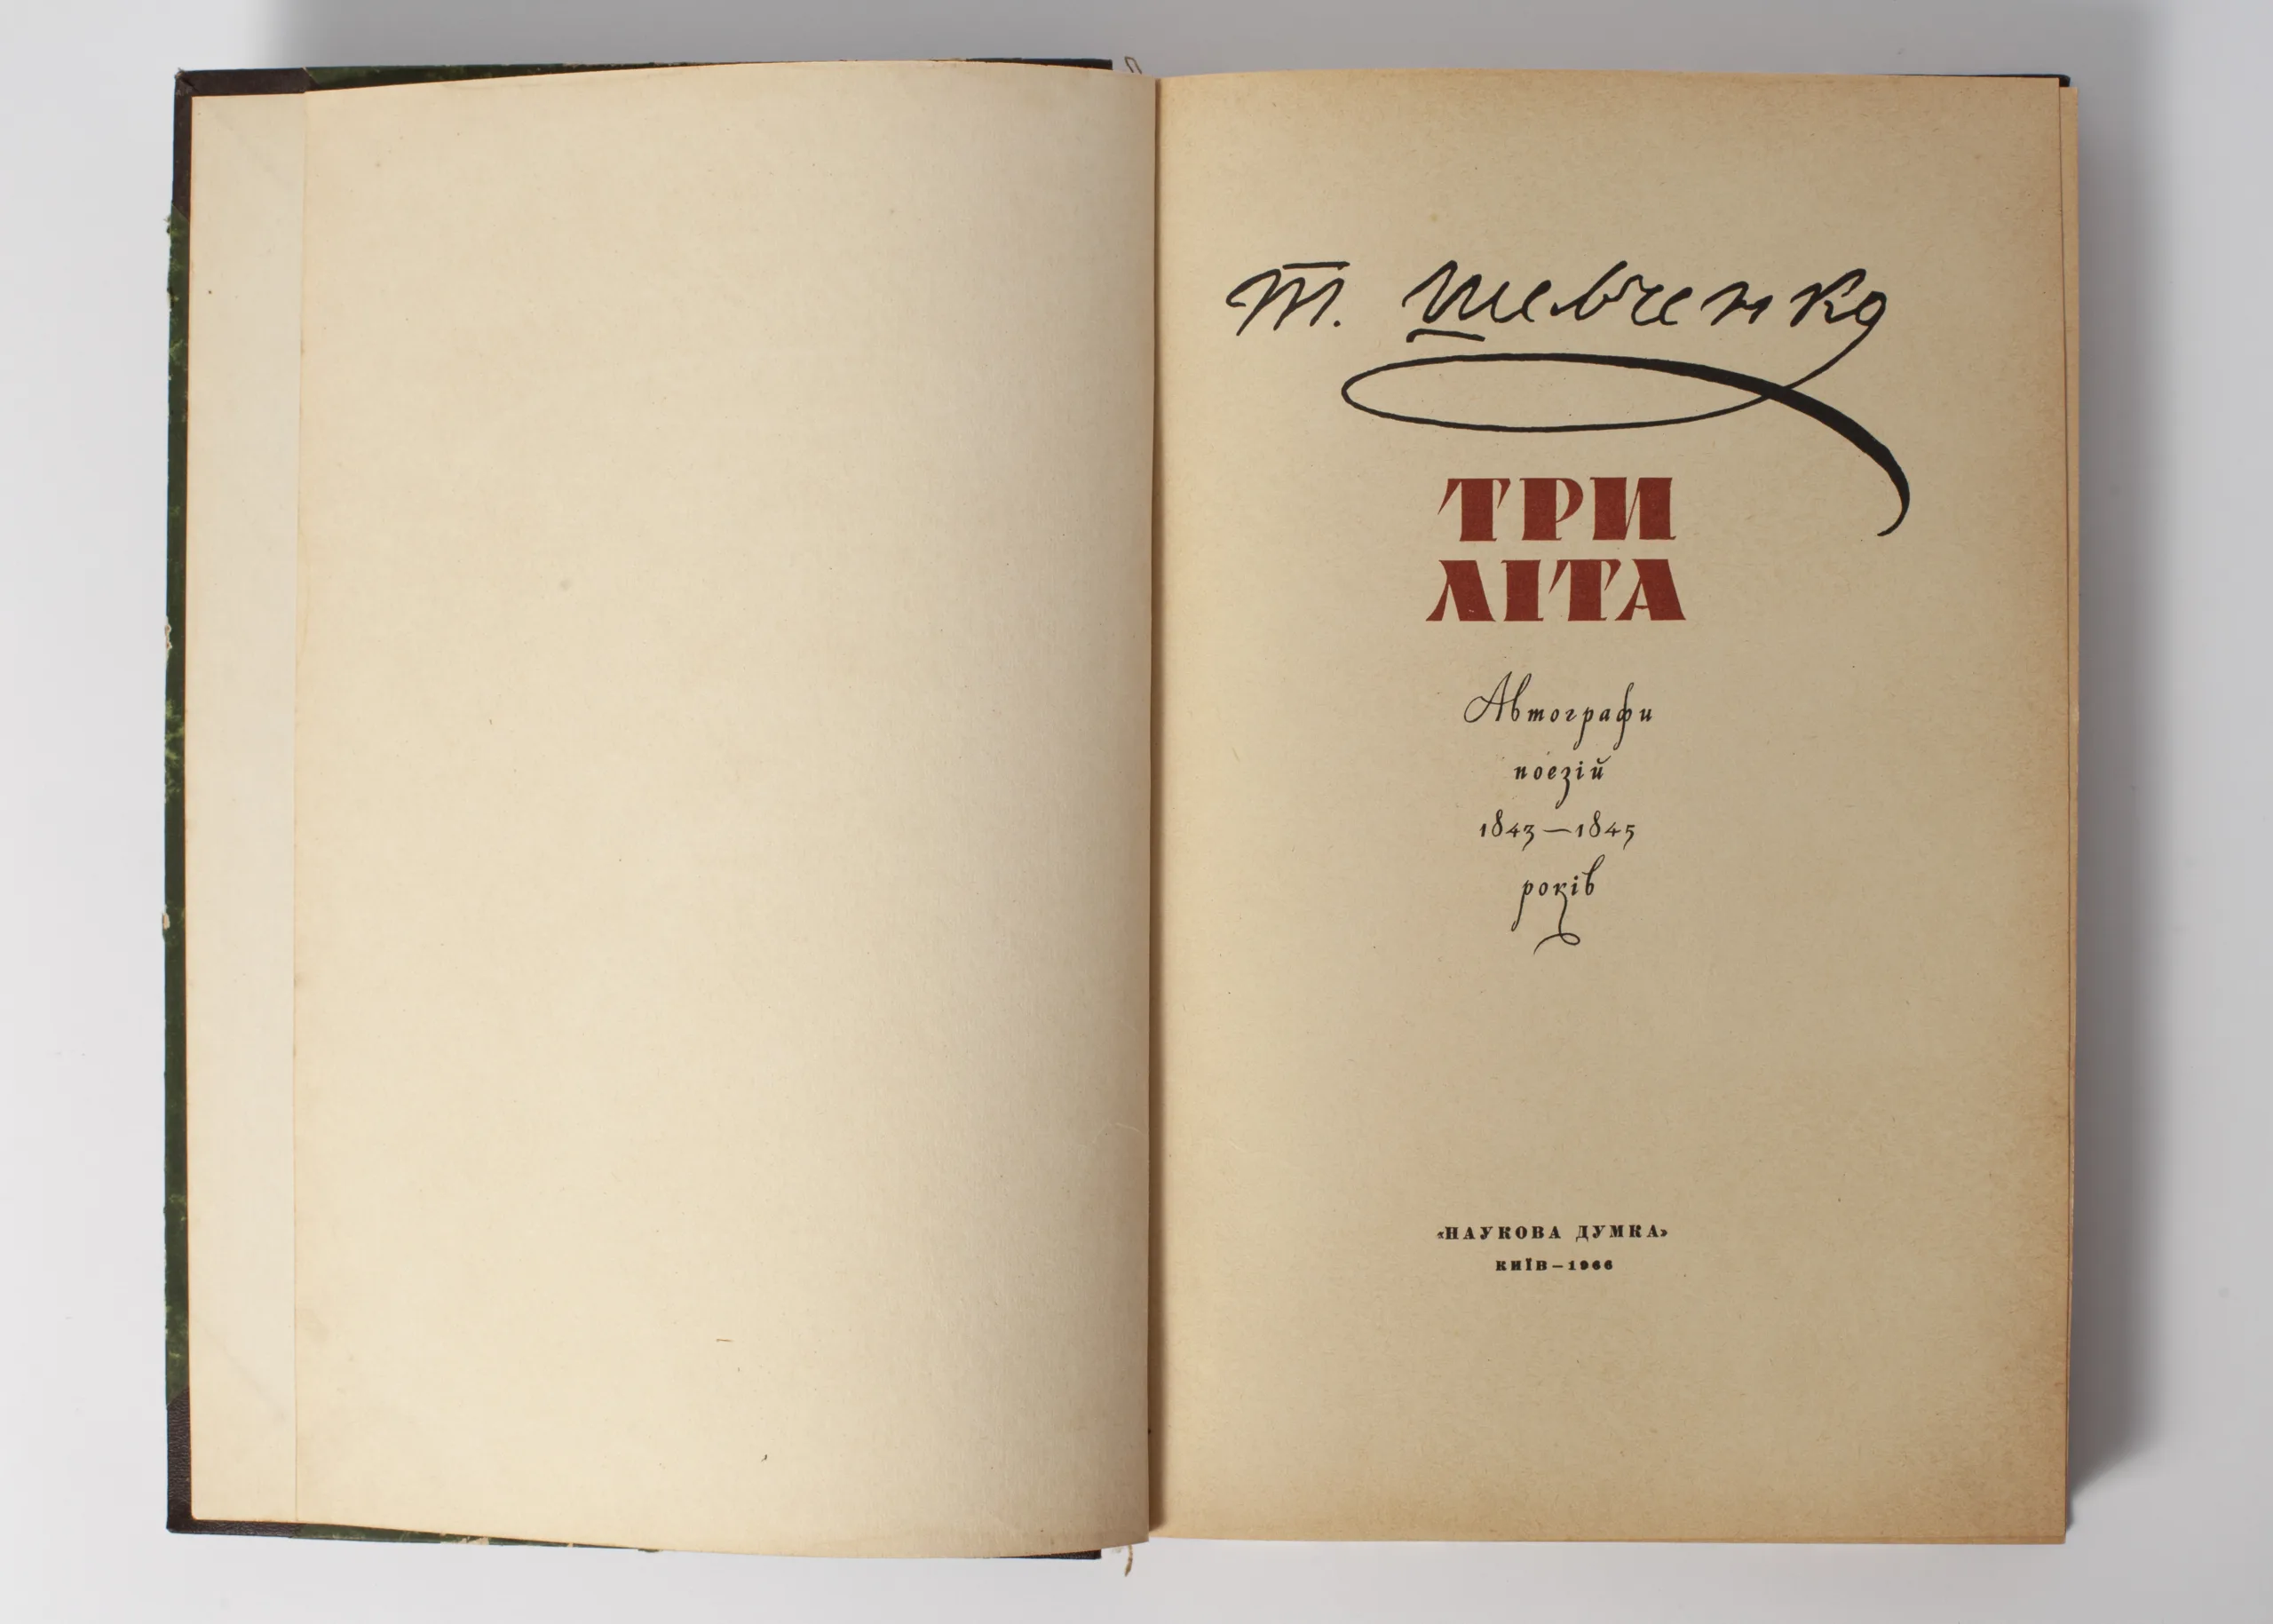 Т. Шевченко
ТРИ
ЛІТА
Автографи
поезій
1843—1845
років
«НАУКОВА ДУМКА»
КИЇВ—1966